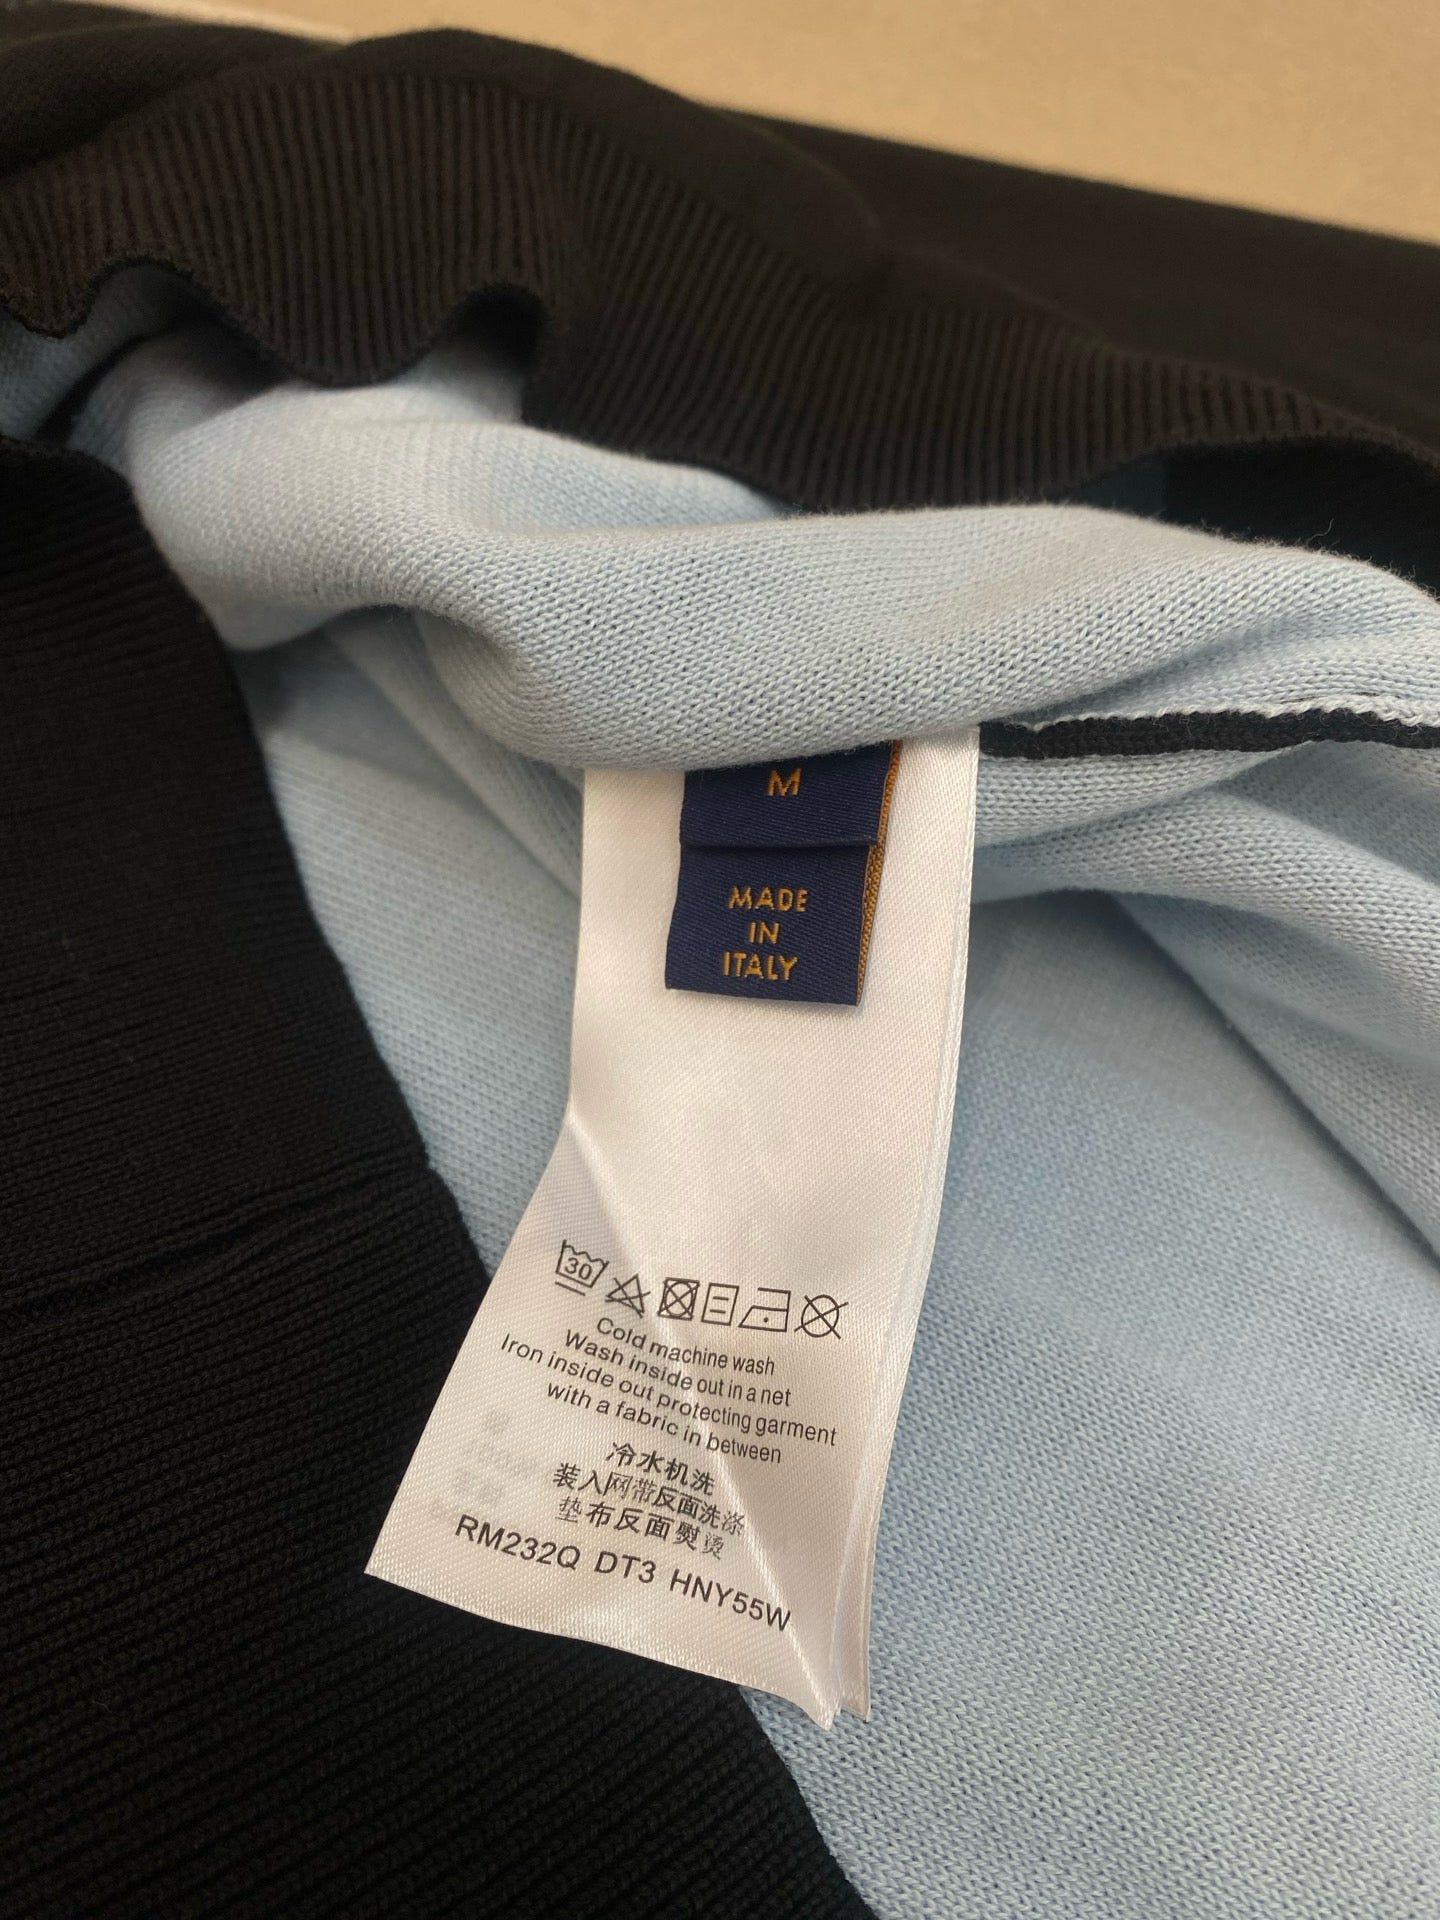 M
MADE
IN
ITALY
30
Cold machine wash
Wash inside out in a net
Iron inside out protecting garment
with a fabric in between
冷水机洗
装入网带反面洗涤
垫布反面熨烫
RM232Q DT3 HNY55W